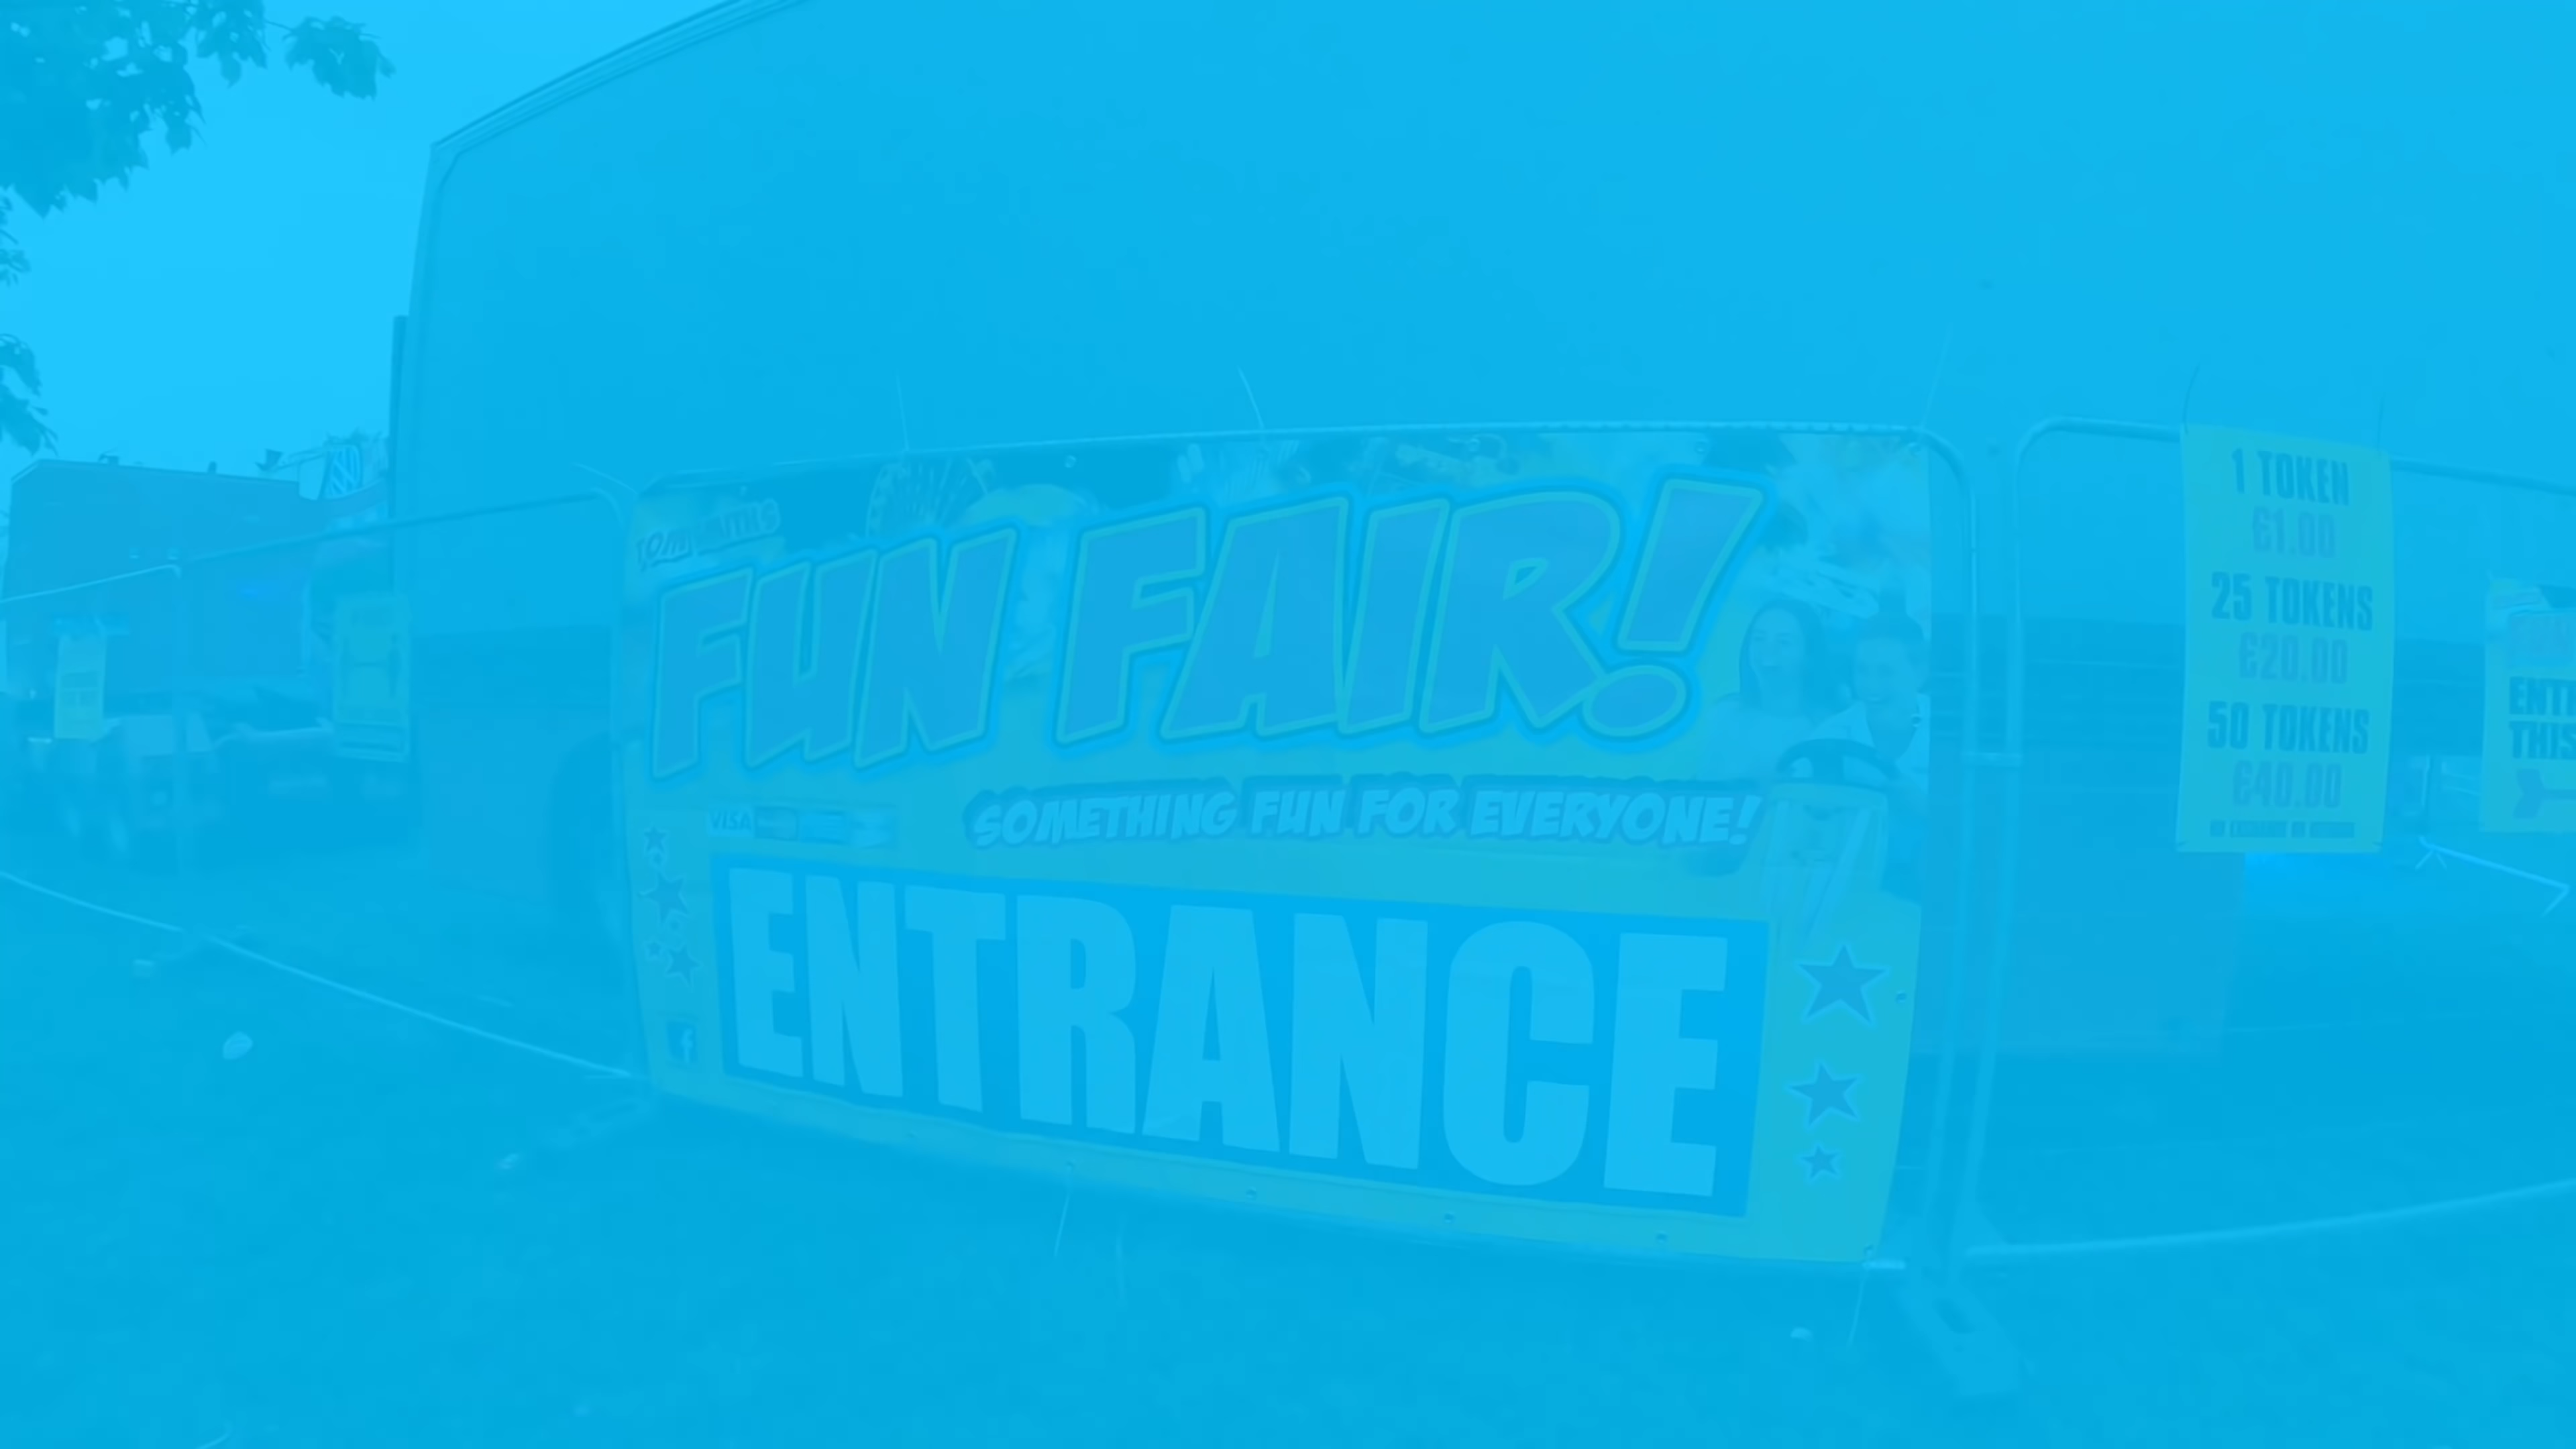 FUN FAIR!
SOMETHING FUN FOR EVERYONE!
VISA
ENTRANCE
f
1 TOKEN
£1.00
25 TOKENS
£20.00
50 TOKENS
£40.00
THIS